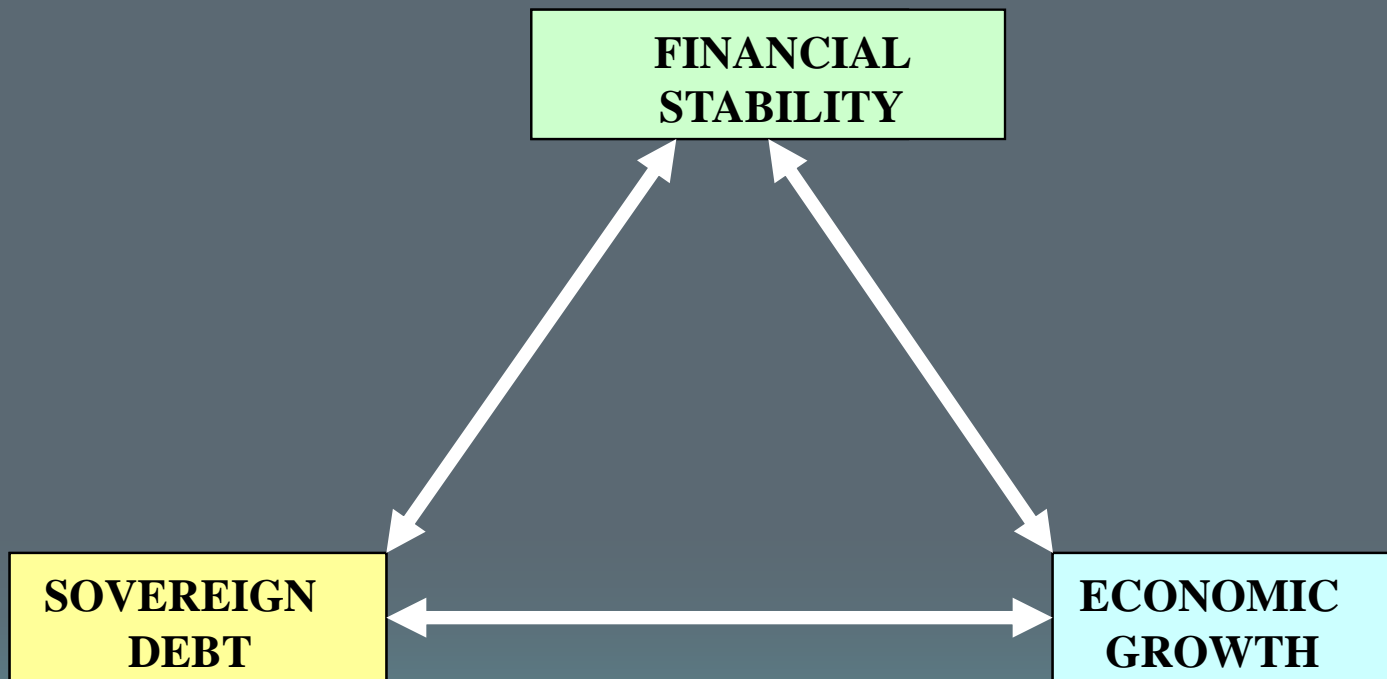 FINANCIAL
STABILITY
SOVEREIGN
DEBT
ECONOMIC
GROWTH